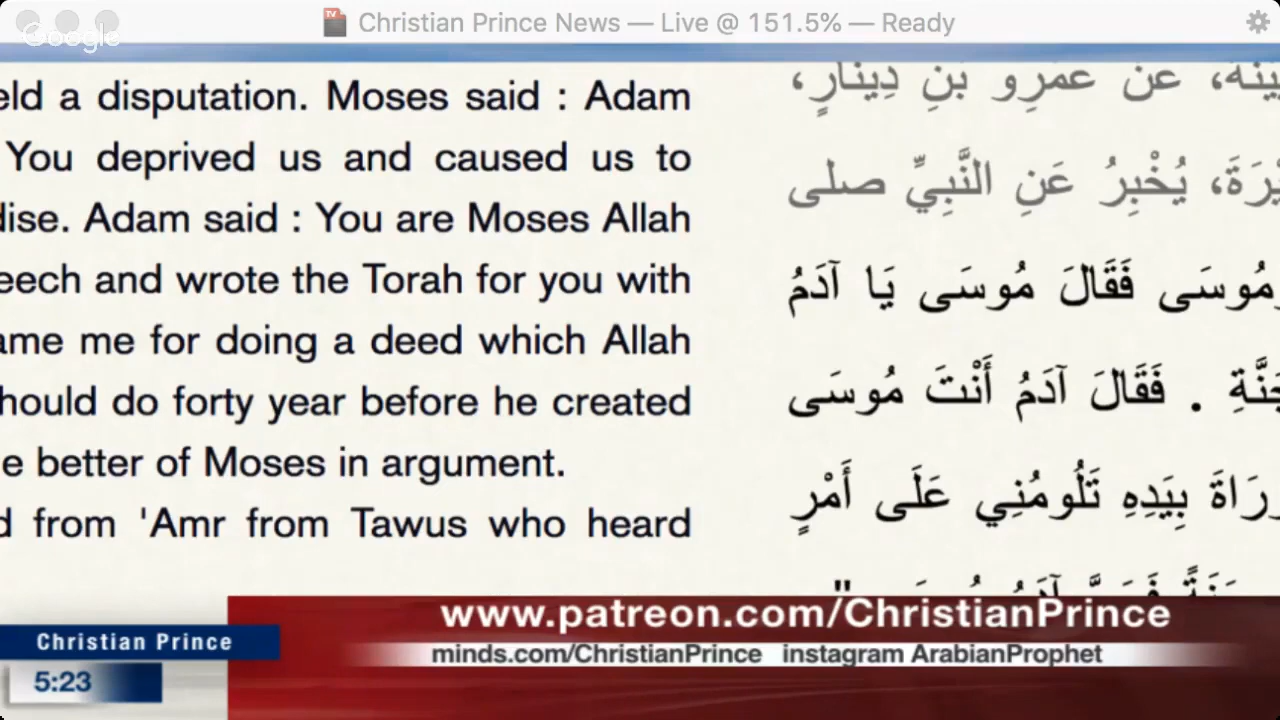 Christian Prince News — Live @ 151.5% — Ready
TV
Google
eld a disputation. Moses said : Adam
You deprived us and caused us to
dise. Adam said : You are Moses Allah
eech and wrote the Torah for you with
ame me for doing a deed which Allah
hould do forty year before he created
e better of Moses in argument.
d from 'Amr from Tawus who heard
عَنْ عَمْرِو بْنِ دِينَارٍ،
يُخْبِرُ عَنِ النَّبِيِّ صلى
مُوسَى فَقَالَ مُوسَى يَا آدَمُ
جَنَّةِ . فَقَالَ آدَمُ أَنْتَ مُوسَى
رَاةَ بِيَدِهِ تَلُومُنِي عَلَى أَمْرٍ
www.patreon.com/ChristianPrince
minds.com/ChristianPrince instagram ArabianProphet
Christian Prince
5:23